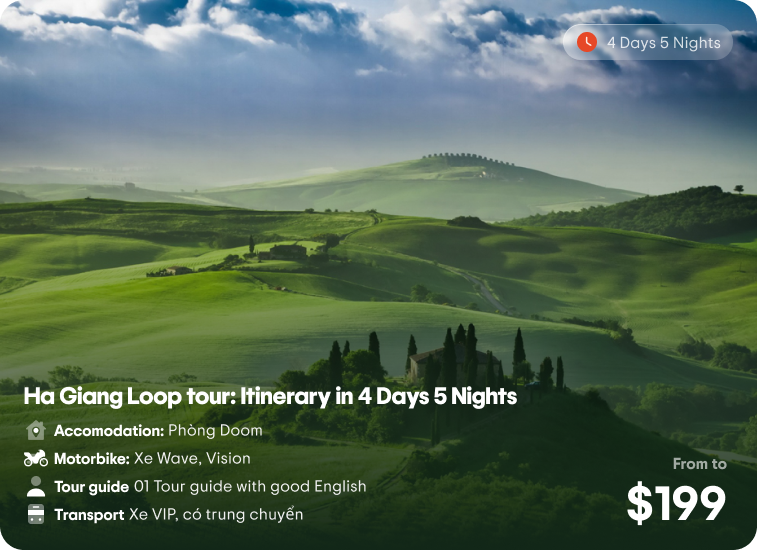 4 Days 5 Nights
Ha Giang Loop tour: Itinerary in 4 Days 5 Nights
Accomodation: Phòng Doom
Motorbike: Xe Wave, Vision
Tour guide 01 Tour guide with good English
Transport Xe VIP, có trung chuyển
From to
$199